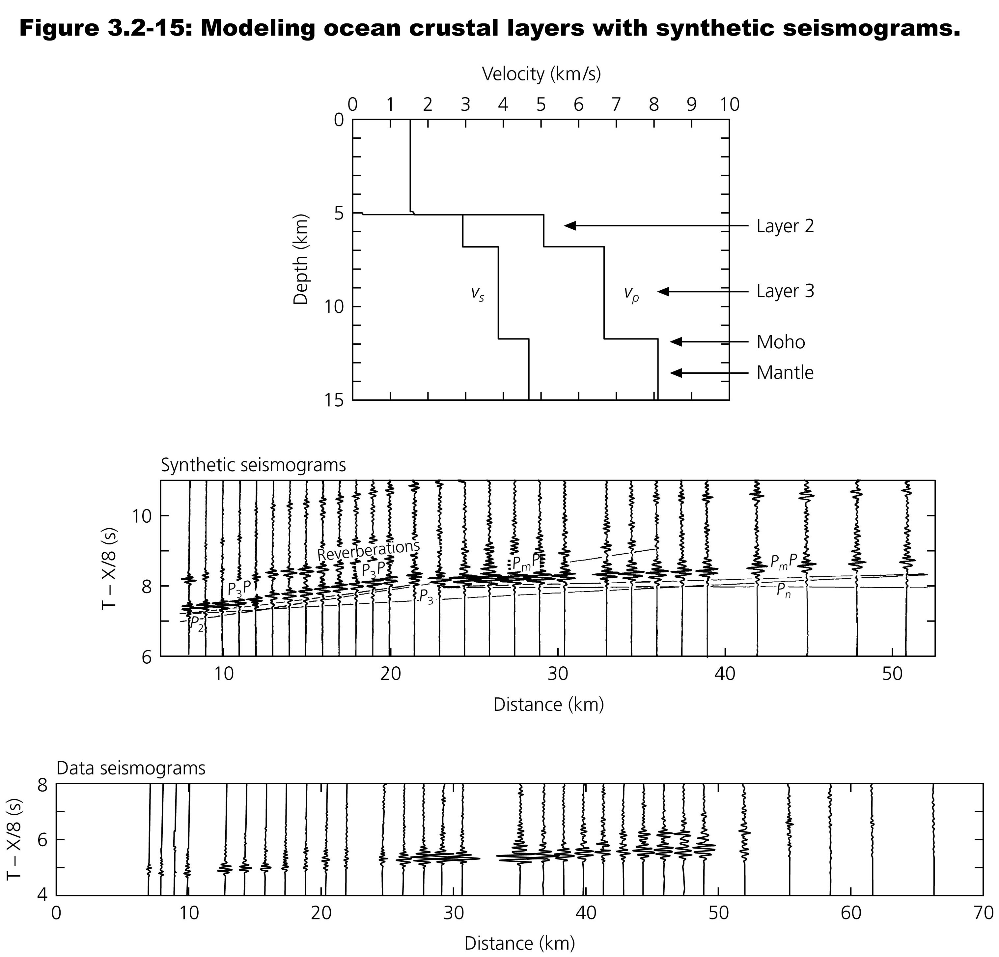 Figure 3.2-15: Modeling ocean crustal layers with synthetic seismograms.
Velocity (km/s)
0 1 2 3 4 5 6 7 8 9 10
0
5
10
15
Depth (km)
Layer 2
Layer 3
Moho
Mantle
vs
vp
Synthetic seismograms
T – X/8 (s)
10
8
6
Reverberations
P3P
P3P
PmP
PmP
P3
Pn
P2
10 20 30 40 50
Distance (km)
Data seismograms
T – X/8 (s)
8
6
4
0 10 20 30 40 50 60 70
Distance (km)